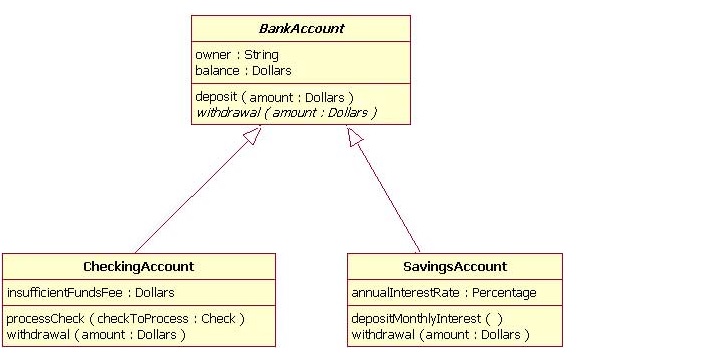 BankAccount
owner : String
balance : Dollars
deposit ( amount : Dollars )
withdrawal ( amount : Dollars )
CheckingAccount
insufficientFundsFee : Dollars
processCheck ( checkToProcess : Check )
withdrawal ( amount : Dollars )
SavingsAccount
annualInterestRate : Percentage
depositMonthlyInterest (  )
withdrawal ( amount : Dollars )